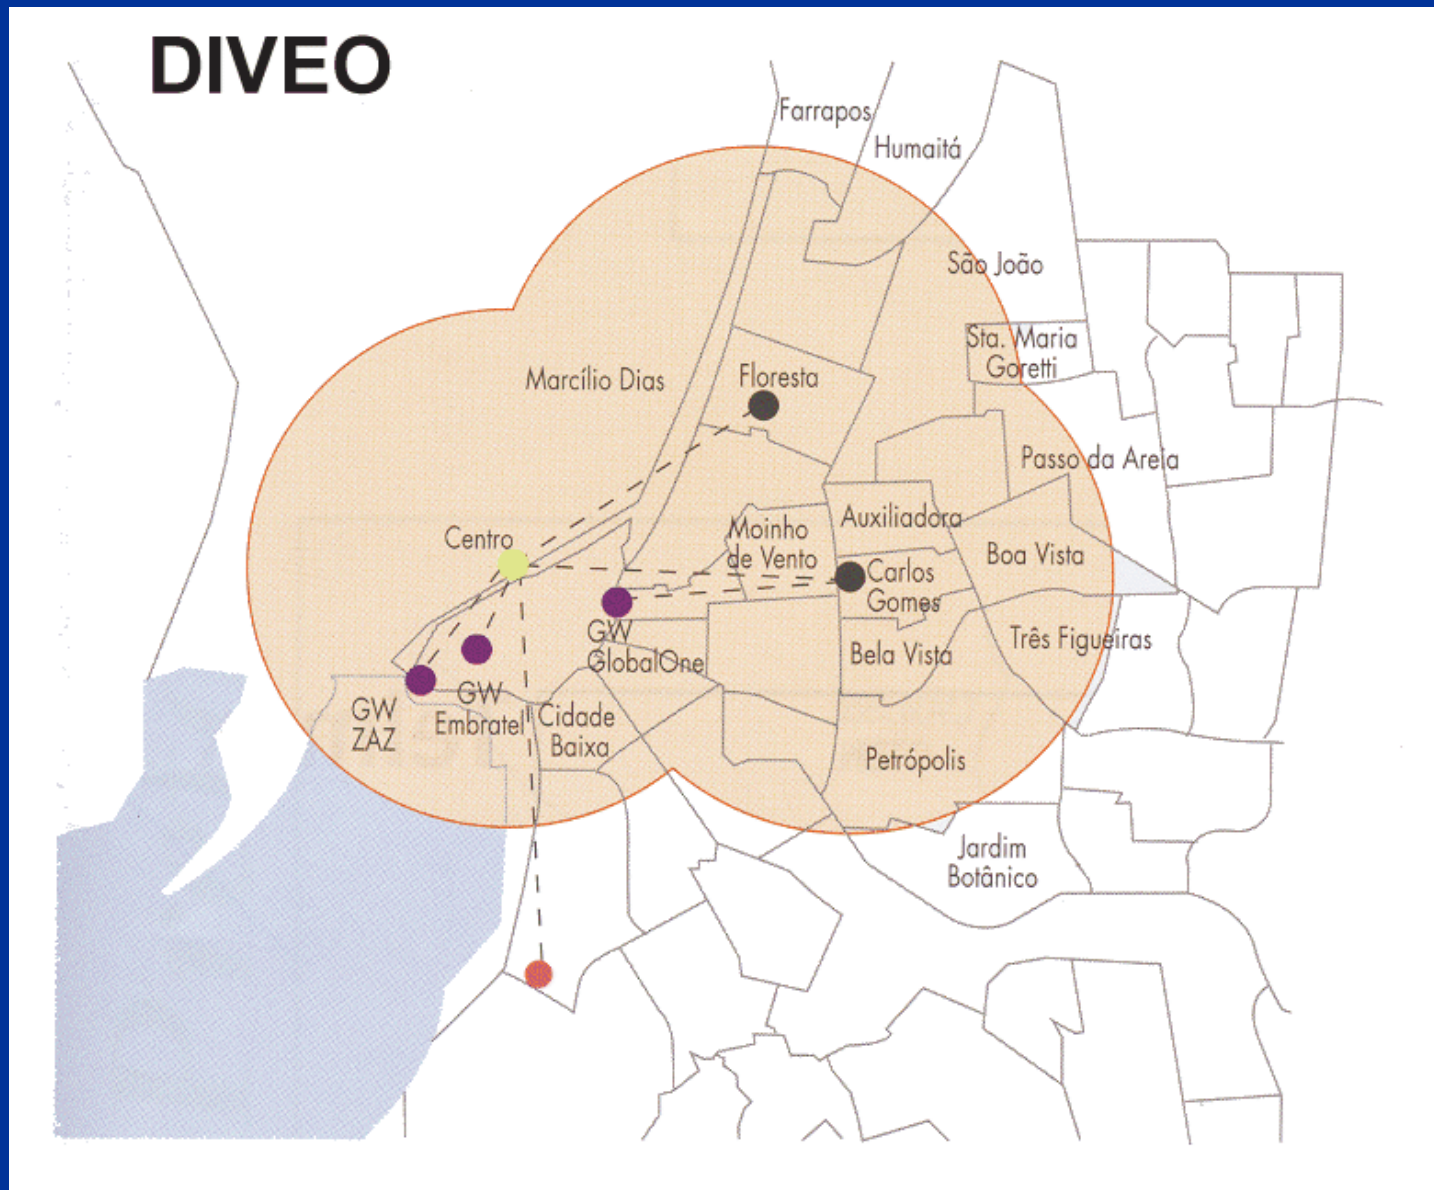 DIVEO
Farrapos
Humaitá
São João
Sta. Maria
Goretti
Marcílio Dias
Floresta
Passo da Areia
Centro
Moinho
de Vento
Auxiliadora
Boa Vista
Carlos
Gomes
GW
GlobalOne
Bela Vista
Três Figueiras
GW
ZAZ
GW
Embratel
Cidade
Baixa
Petrópolis
Jardim
Botânico